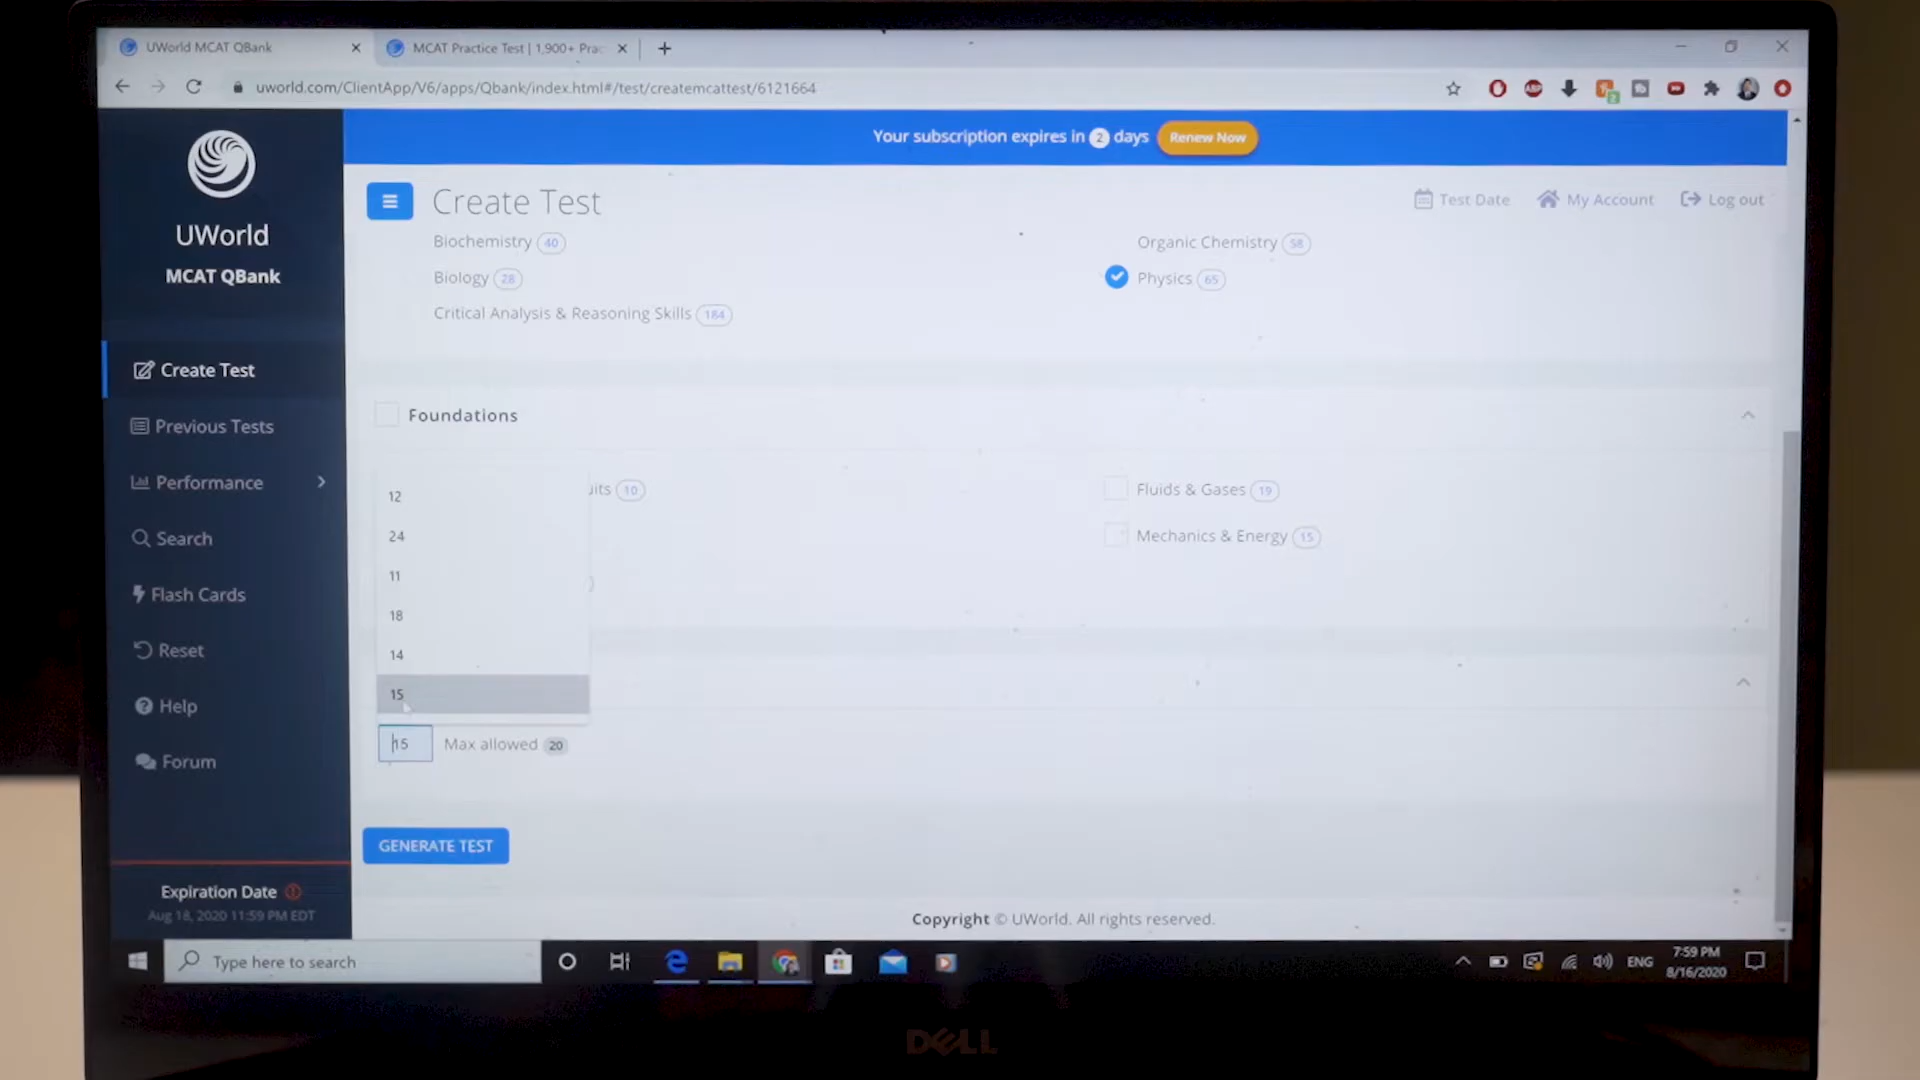 UWorld MCAT QBank
MCAT Practice Test | 1,900+ Prac
uworld.com/ClientApp/V6/apps/Qbank/index.html#/test/createmcattest/6121664
Your subscription expires in 2 days Renew Now
UWorld
MCAT QBank
Create Test
Previous Tests
Performance
Search
Flash Cards
Reset
Help
Forum
Expiration Date
Aug 18, 2020 11:59 PM EDT
Create Test
Test Date My Account Log out
Biochemistry 40
Organic Chemistry 58
Biology 28
Physics 65
Critical Analysis & Reasoning Skills 184
Foundations
uits 10
Fluids & Gases 19
Mechanics & Energy 15
12
24
11
18
14
15
15 Max allowed 20
GENERATE TEST
Copyright © UWorld. All rights reserved.
Type here to search
ENG
7:59 PM
8/16/2020
DELL